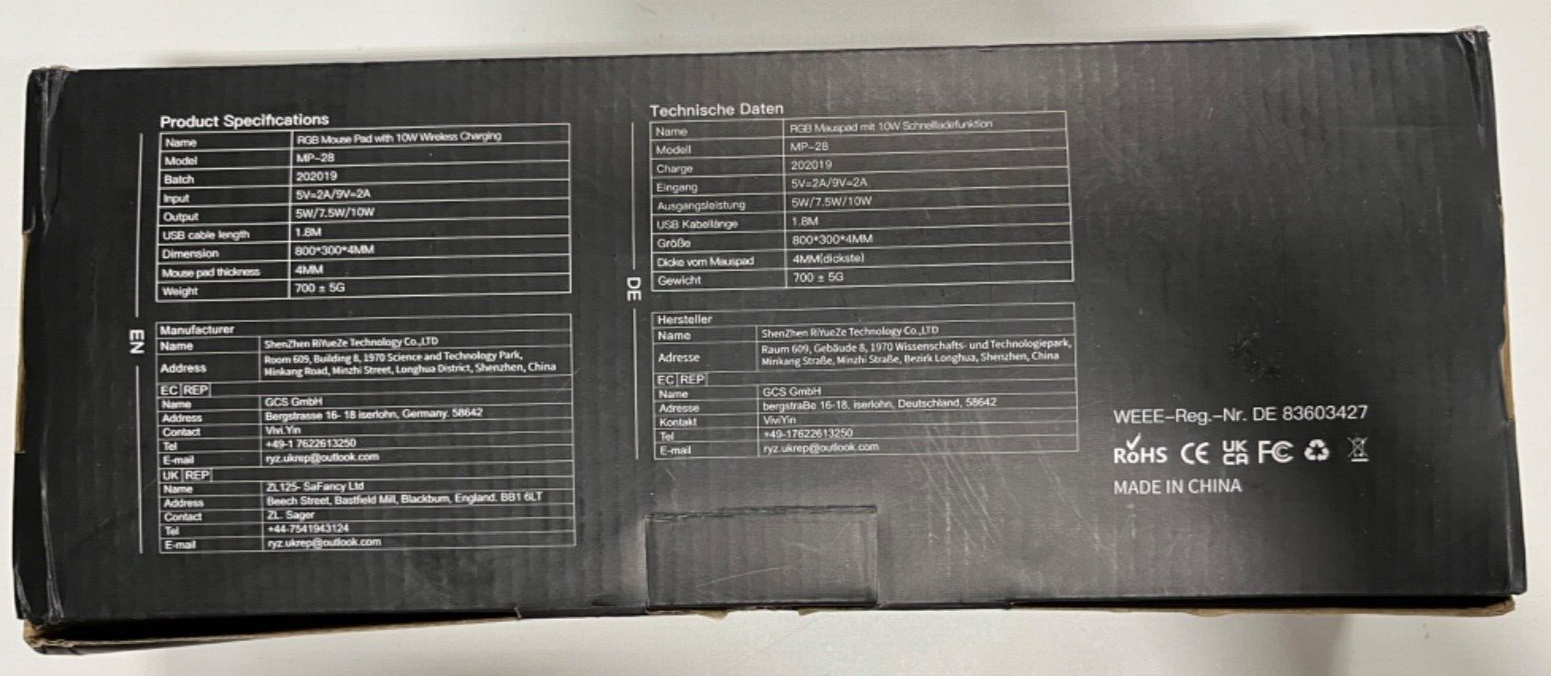 Product Specifications
Name RGB Mouse Pad with 10W Wireless Charging
Model MP-28
Batch 202019
Input 5V=2A/9V=2A
Output 5W/7.5W/10W
USB cable length 1.8M
Dimension 800*300*4MM
Mouse pad thickness 4MM
Weight 700 ± 5G
EN
Manufacturer
Name ShenZhen RiYueZe Technology Co.,LTD
Address Room 609, Building 8, 1970 Science and Technology Park,
Minkang Road, Minzhi Street, Longhua District, Shenzhen, China
EC REP
Name GCS GmbH
Address Bergstrasse 16- 18 iserlohn, Germany. 58642
Contact Vivi.Yin
Tel +49-1 7622613250
E-mail ryz.ukrep@outlook.com
UK REP
Name ZL125- SaFancy Ltd
Address Beech Street, Bastfield Mill, Blackburn, England. BB1 6LT
Contact ZL. Sager
Tel +44-7541943124
E-mail ryz.ukrep@outlook.com
Technische Daten
Name RGB Mauspad mit 10W Schnellladefunktion
Modell MP-28
Charge 202019
Eingang 5V=2A/9V=2A
Ausgangsleistung 5W/7.5W/10W
USB Kabellänge 1.8M
Größe 800*300*4MM
Dicke vom Mauspad 4MM(dickste)
Gewicht 700 ± 5G
DE
Hersteller
Name ShenZhen RiYueZe Technology Co.,LTD
Adresse Raum 609, Gebäude 8, 1970 Wissenschafts- und Technologiepark,
Minkang Straße, Minzhi Straße, Bezirk Longhua, Shenzhen, China
EC REP
Name GCS GmbH
Adresse bergstraBe 16-18, iserlohn, Deutschland, 58642
Kontakt ViviYin
Tel +49-17622613250
E-mail ryz.ukrep@outlook.com
WEEE-Reg.-Nr. DE 83603427
RoHS CE UK CA FC
MADE IN CHINA